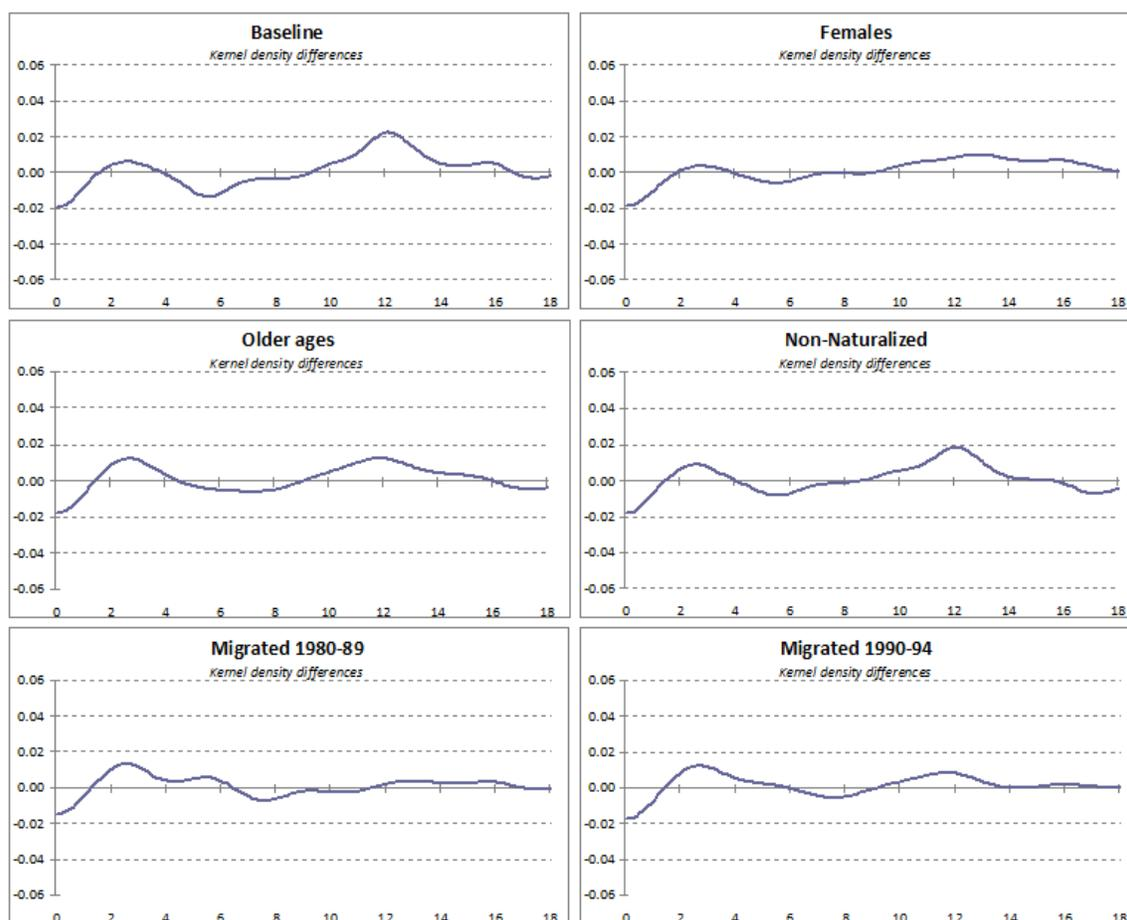 Baseline
Kernel density differences
0.06
0.04
0.02
0.00
-0.02
-0.04
-0.06
0 2 4 6 8 10 12 14 16 18
Females
Kernel density differences
0.06
0.04
0.02
0.00
-0.02
-0.04
-0.06
0 2 4 6 8 10 12 14 16 18
Older ages
Kernel density differences
0.06
0.04
0.02
0.00
-0.02
-0.04
-0.06
0 2 4 6 8 10 12 14 16 18
Non-Naturalized
Kernel density differences
0.06
0.04
0.02
0.00
-0.02
-0.04
-0.06
0 2 4 6 8 10 12 14 16 18
Migrated 1980-89
Kernel density differences
0.06
0.04
0.02
0.00
-0.02
-0.04
-0.06
0 2 4 6 8 10 12 14 16 18
Migrated 1990-94
Kernel density differences
0.06
0.04
0.02
0.00
-0.02
-0.04
-0.06
0 2 4 6 8 10 12 14 16 18